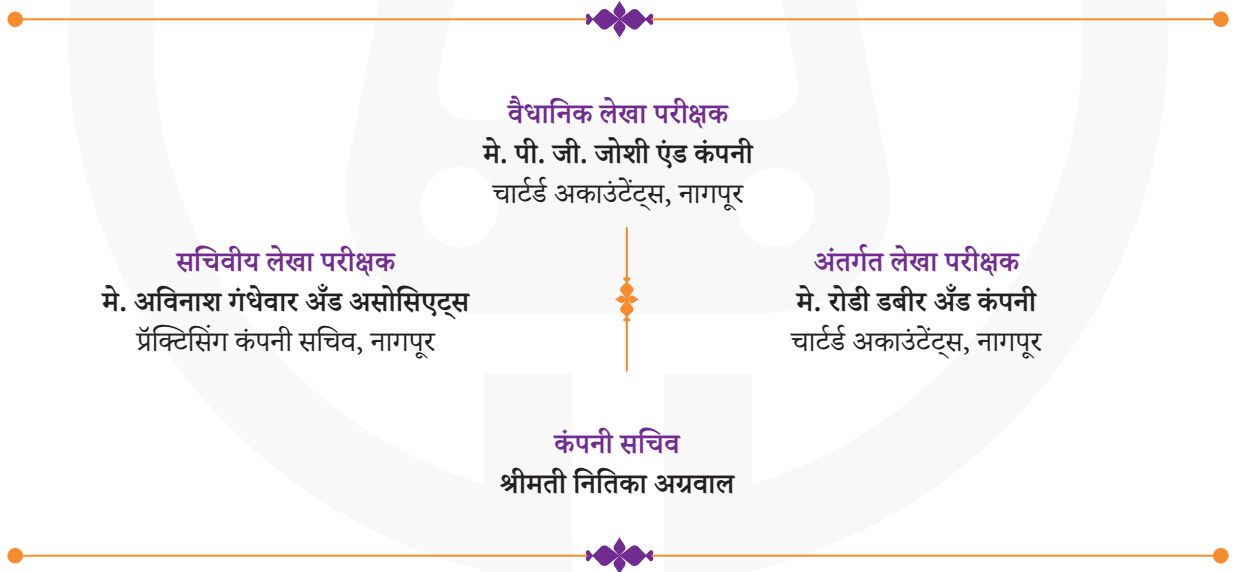 वैधानिक लेखा परीक्षक
मे. पी. जी. जोशी एंड कंपनी
चार्टर्ड अकाउंटेंट्स, नागपूर
सचिवीय लेखा परीक्षक
मे. अविनाश गंधेवार अँड असोसिएट्स
प्रॅक्टिसिंग कंपनी सचिव, नागपूर
अंतर्गत लेखा परीक्षक
मे. रोडी डबीर अँड कंपनी
चार्टर्ड अकाउंटेंट्स, नागपूर
कंपनी सचिव
श्रीमती नितिका अग्रवाल